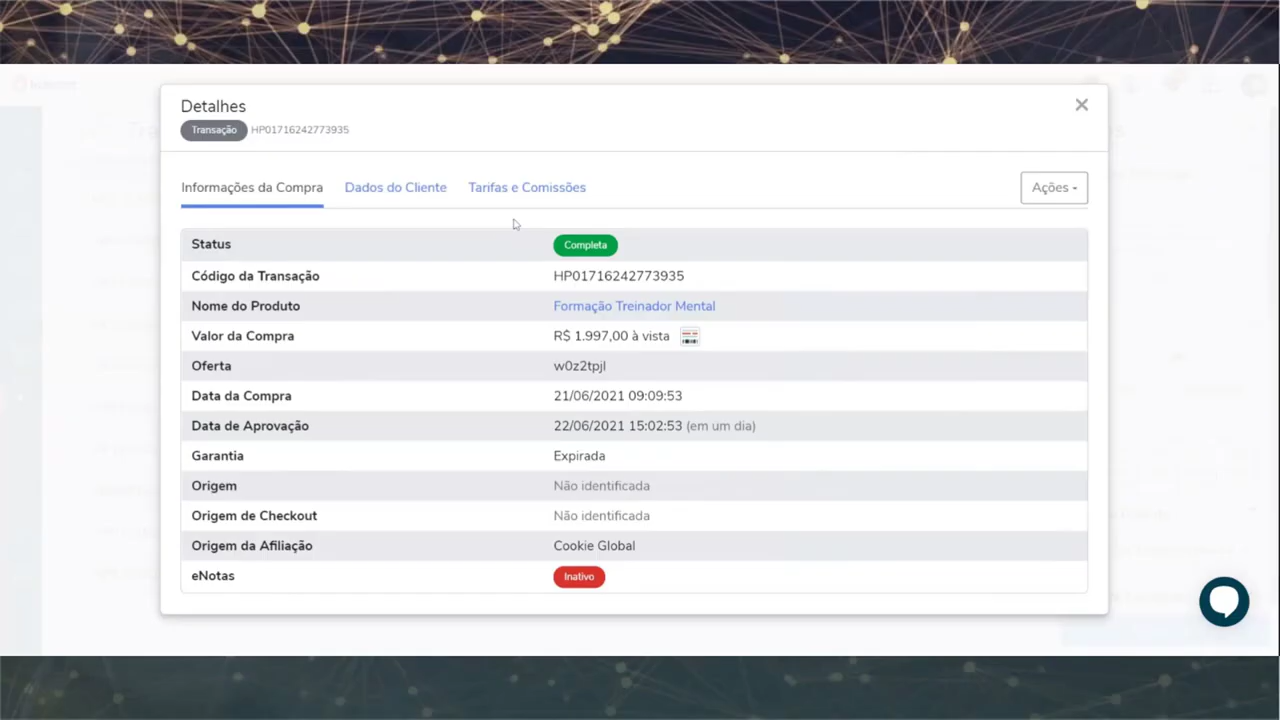 Detalhes
Transação HP01716242773935
Informações da Compra Dados do Cliente Tarifas e Comissões Ações
Status Completa
Código da Transação HP01716242773935
Nome do Produto Formação Treinador Mental
Valor da Compra R$ 1.997,00 à vista
Oferta w0z2tpjl
Data da Compra 21/06/2021 09:09:53
Data de Aprovação 22/06/2021 15:02:53 (em um dia)
Garantia Expirada
Origem Não identificada
Origem de Checkout Não identificada
Origem da Afiliação Cookie Global
eNotas Inativo